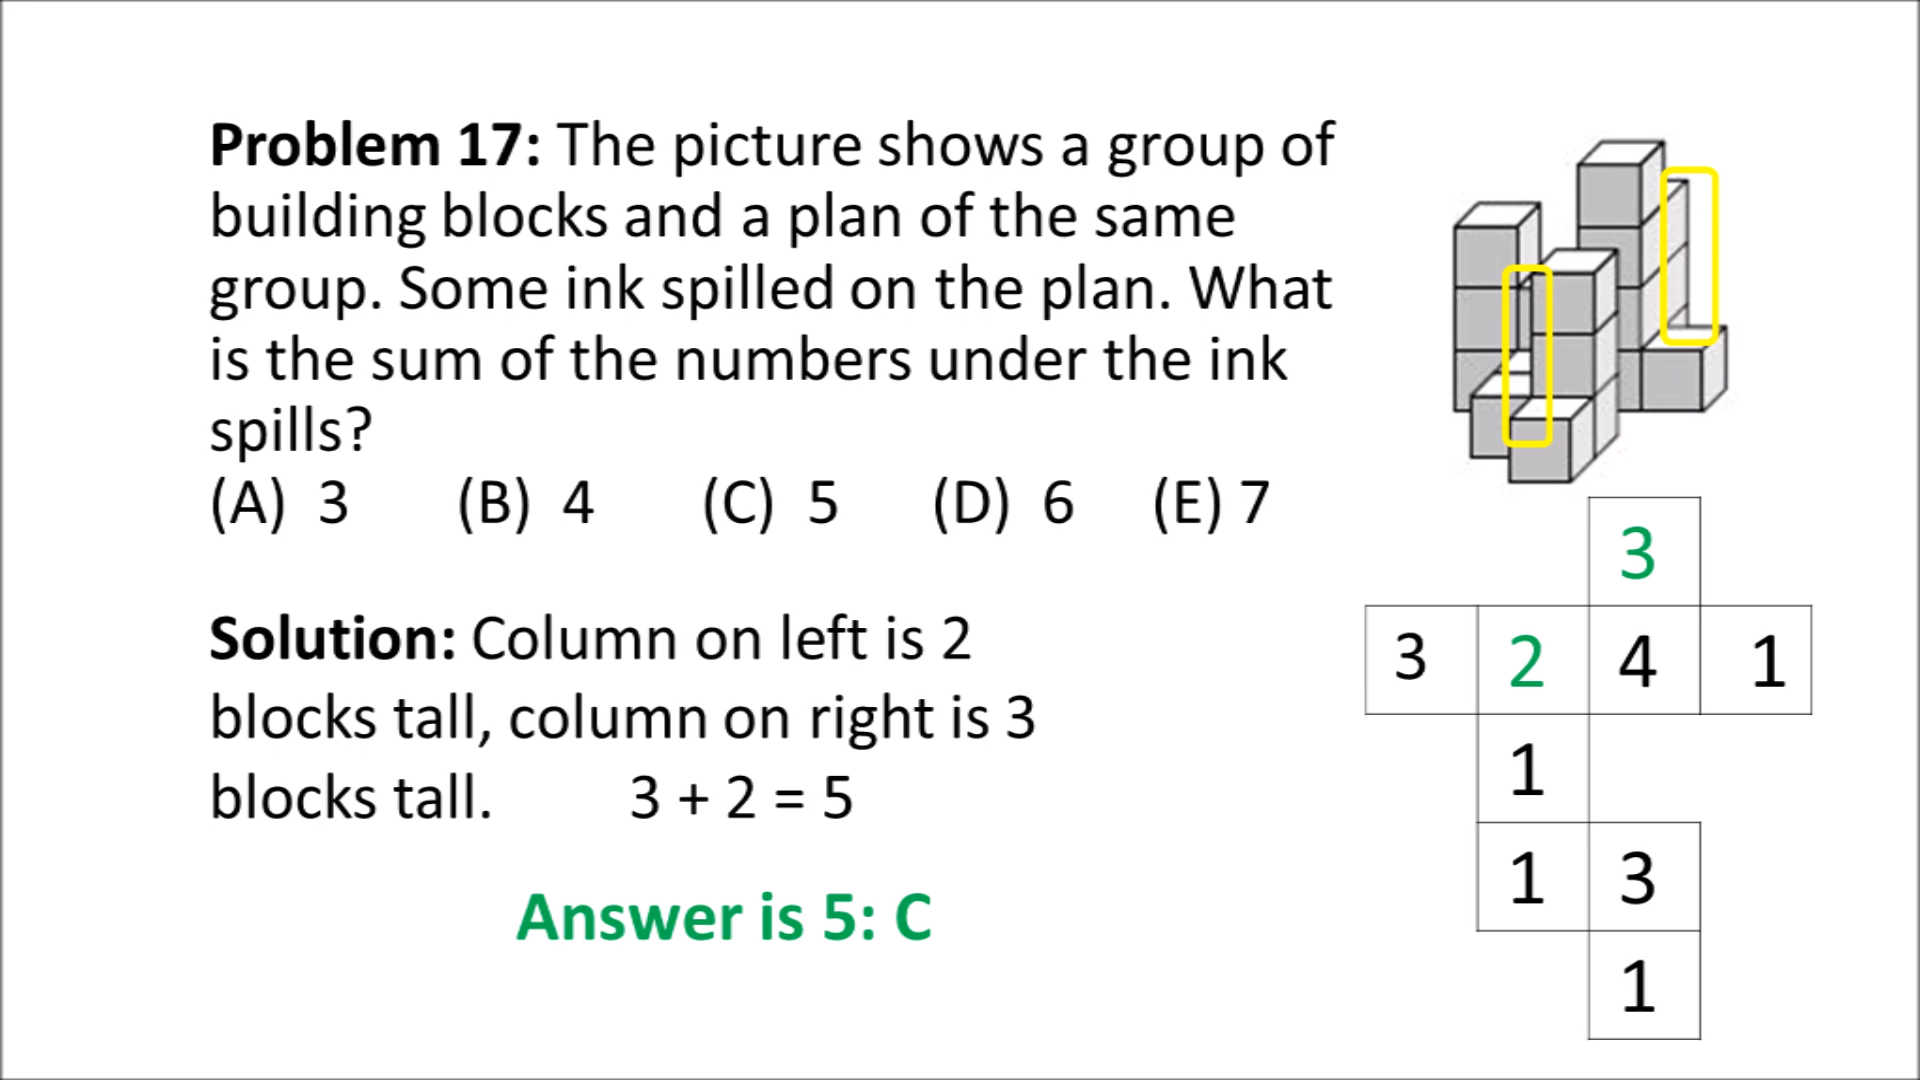 Problem 17: The picture shows a group of
building blocks and a plan of the same
group. Some ink spilled on the plan. What
is the sum of the numbers under the ink
spills?
(A) 3 (B) 4 (C) 5 (D) 6 (E) 7
Solution: Column on left is 2
blocks tall, column on right is 3
blocks tall. 3 + 2 = 5
Answer is 5: C
3
3 2 4 1
1
1 3
1